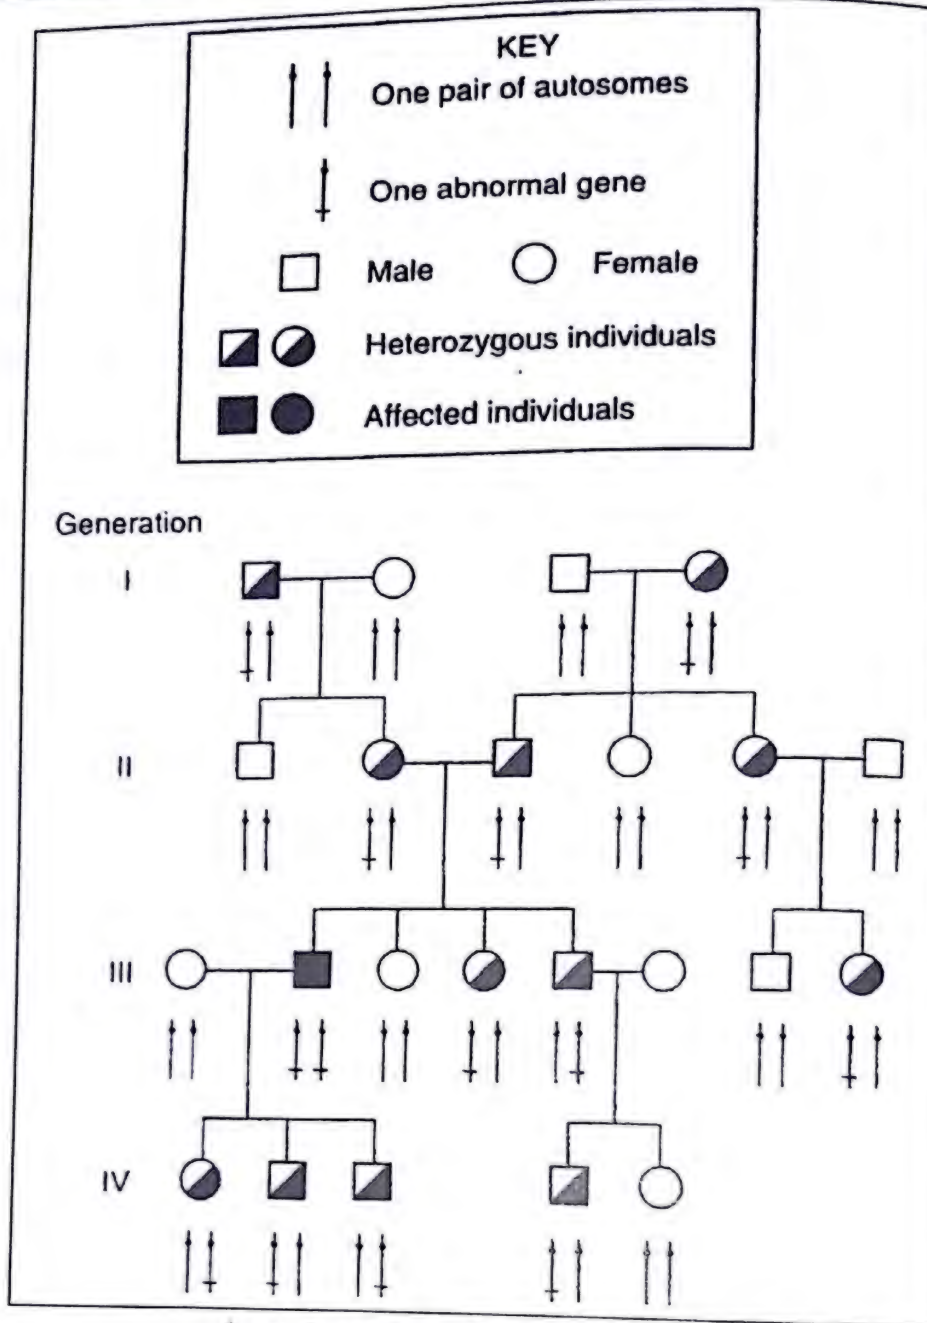 KEY
One pair of autosomes
One abnormal gene
Male Female
Heterozygous individuals
Affected individuals
Generation
I
II
III
IV